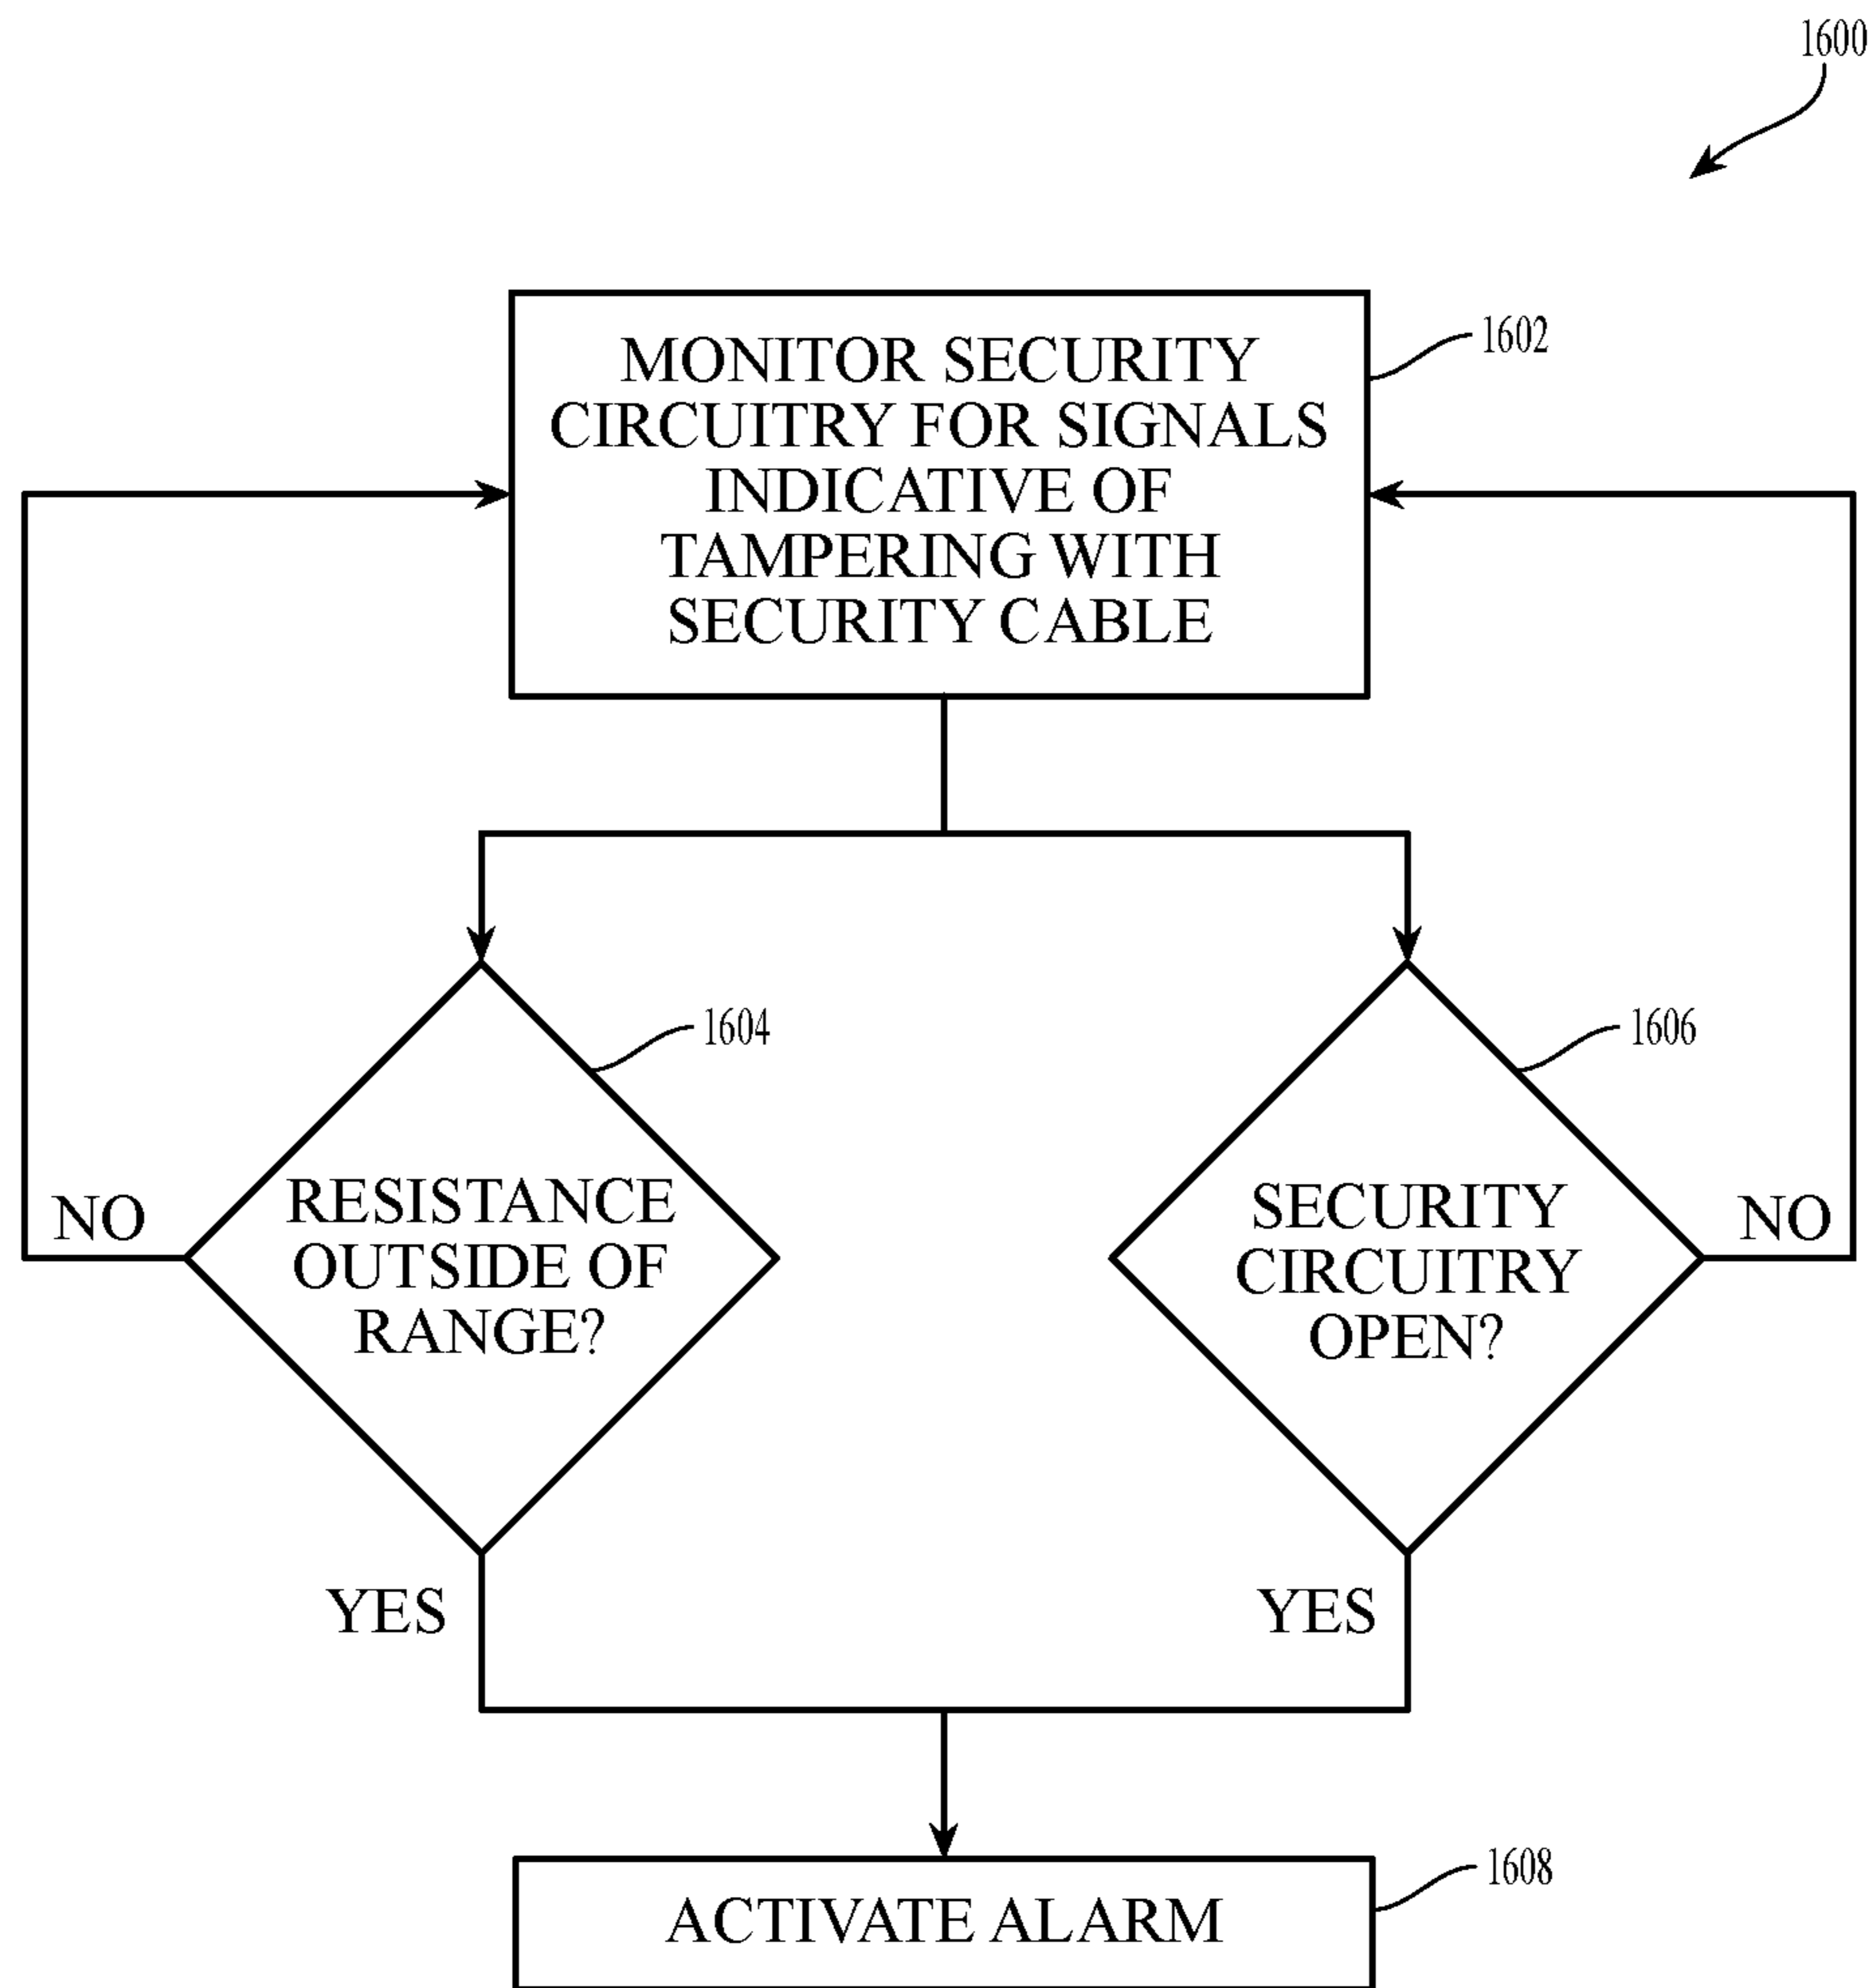 1600
MONITOR SECURITY
CIRCUITRY FOR SIGNALS
INDICATIVE OF
TAMPERING WITH
SECURITY CABLE
1602
1604
1606
NO
RESISTANCE
OUTSIDE OF
RANGE?
SECURITY
CIRCUITRY
OPEN?
NO
YES
YES
ACTIVATE ALARM
1608